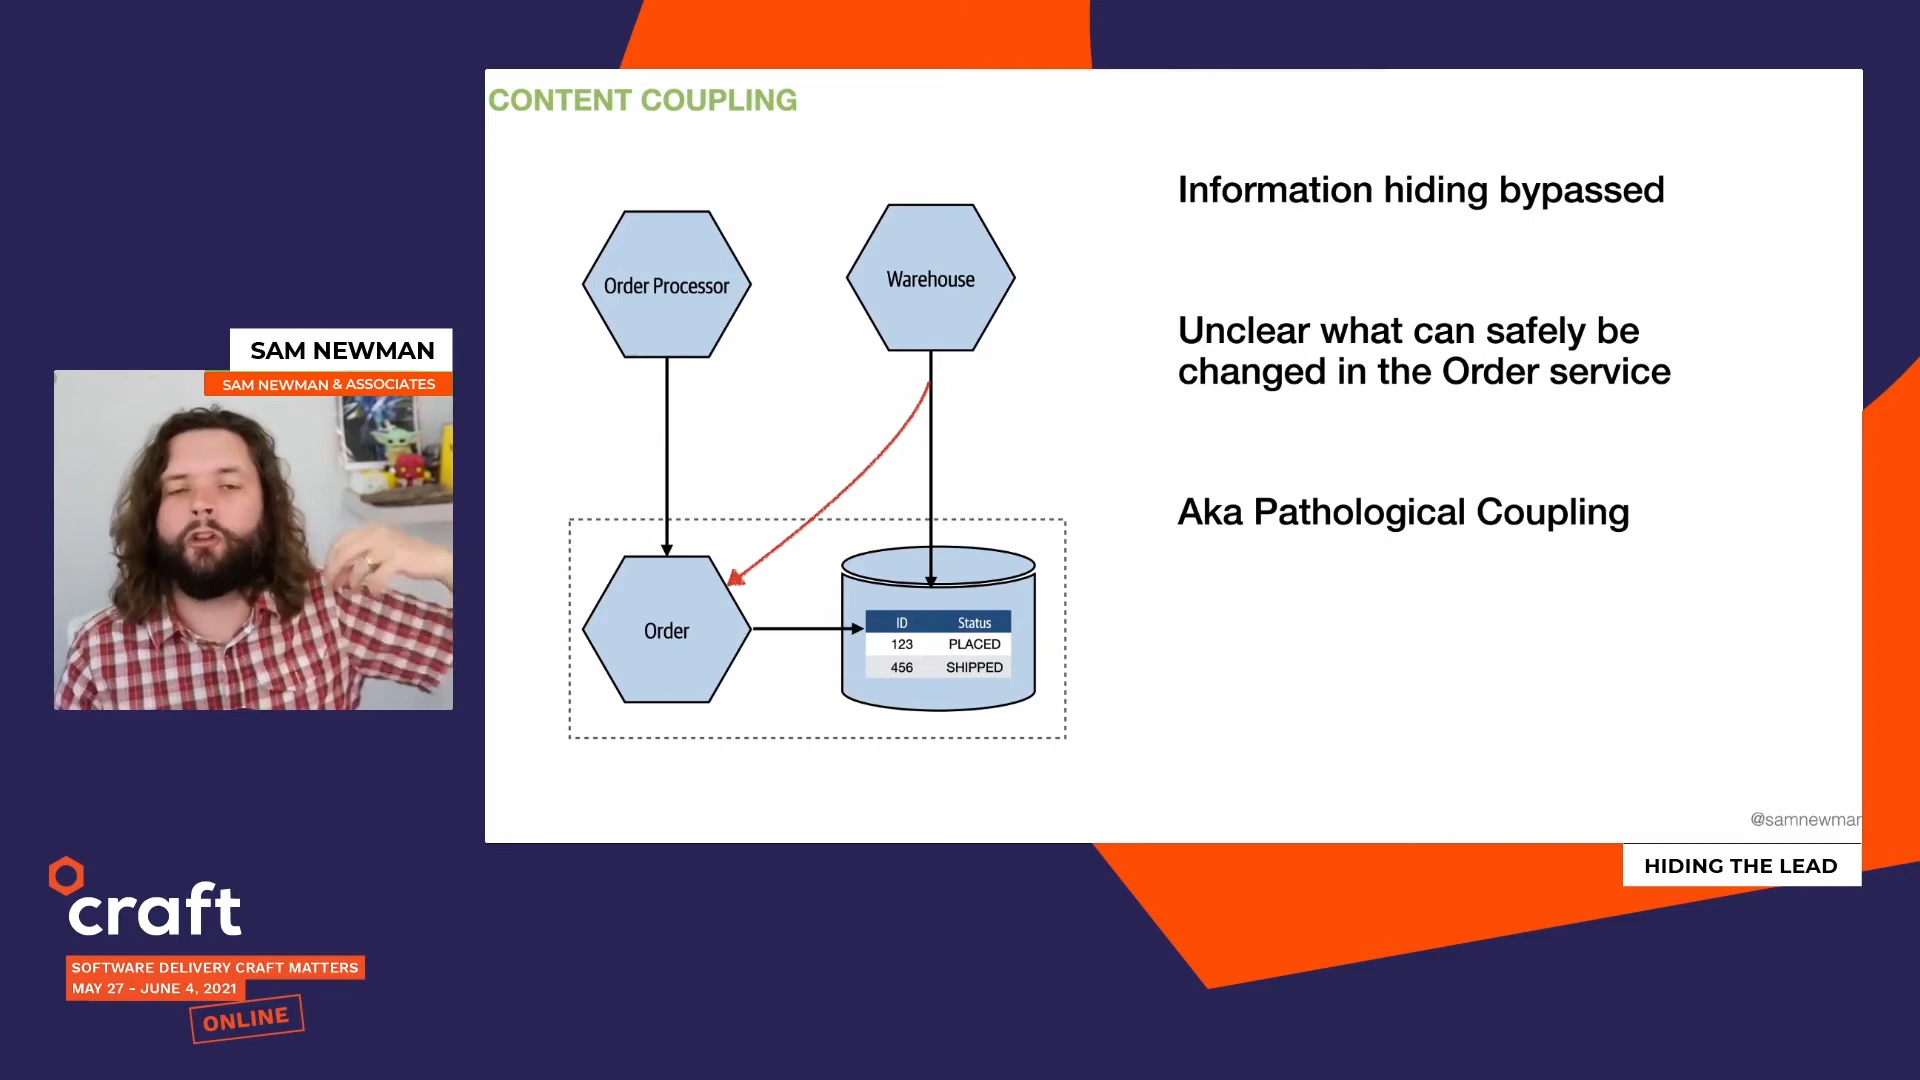 CONTENT COUPLING
Order Processor
Warehouse
Order
ID Status
123 PLACED
456 SHIPPED
Information hiding bypassed
Unclear what can safely be
changed in the Order service
Aka Pathological Coupling
@samnewman
HIDING THE LEAD
SAM NEWMAN
SAM NEWMAN & ASSOCIATES
craft
SOFTWARE DELIVERY CRAFT MATTERS
MAY 27 - JUNE 4, 2021
ONLINE